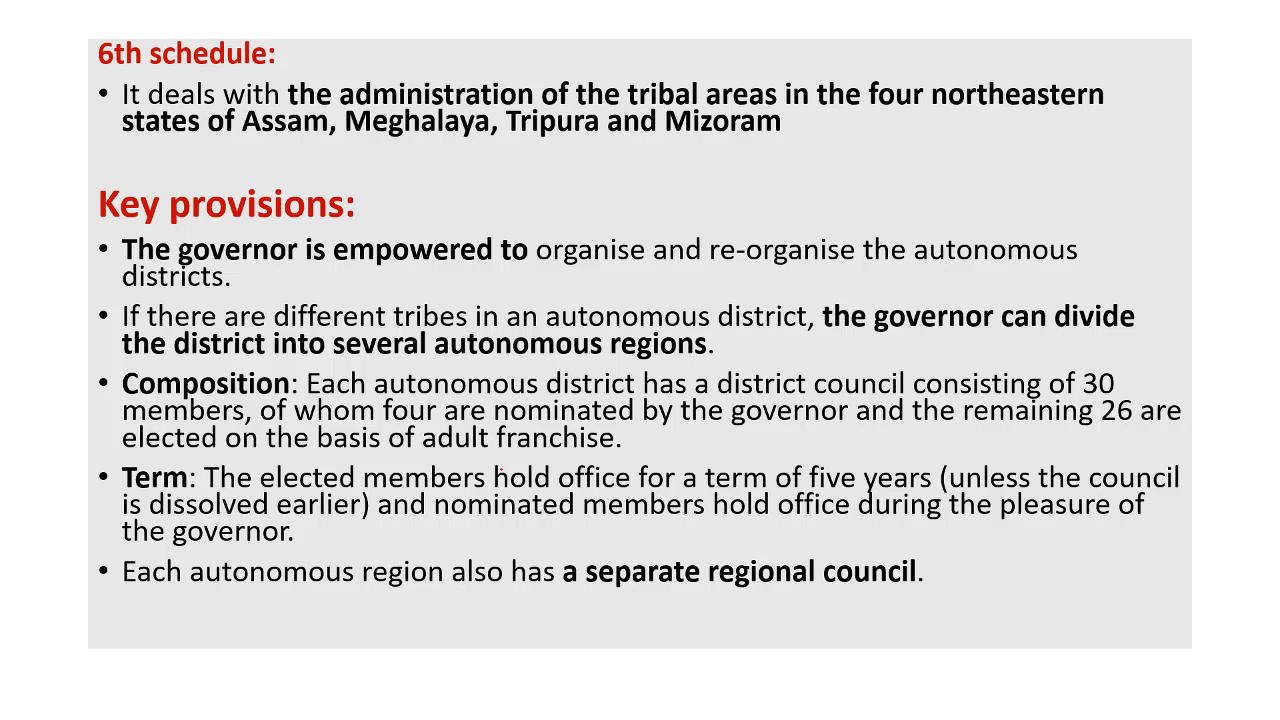 6th schedule:
• It deals with the administration of the tribal areas in the four northeastern
states of Assam, Meghalaya, Tripura and Mizoram
Key provisions:
• The governor is empowered to organise and re-organise the autonomous
districts.
• If there are different tribes in an autonomous district, the governor can divide
the district into several autonomous regions.
• Composition: Each autonomous district has a district council consisting of 30
members, of whom four are nominated by the governor and the remaining 26 are
elected on the basis of adult franchise.
• Term: The elected members hold office for a term of five years (unless the council
is dissolved earlier) and nominated members hold office during the pleasure of
the governor.
• Each autonomous region also has a separate regional council.